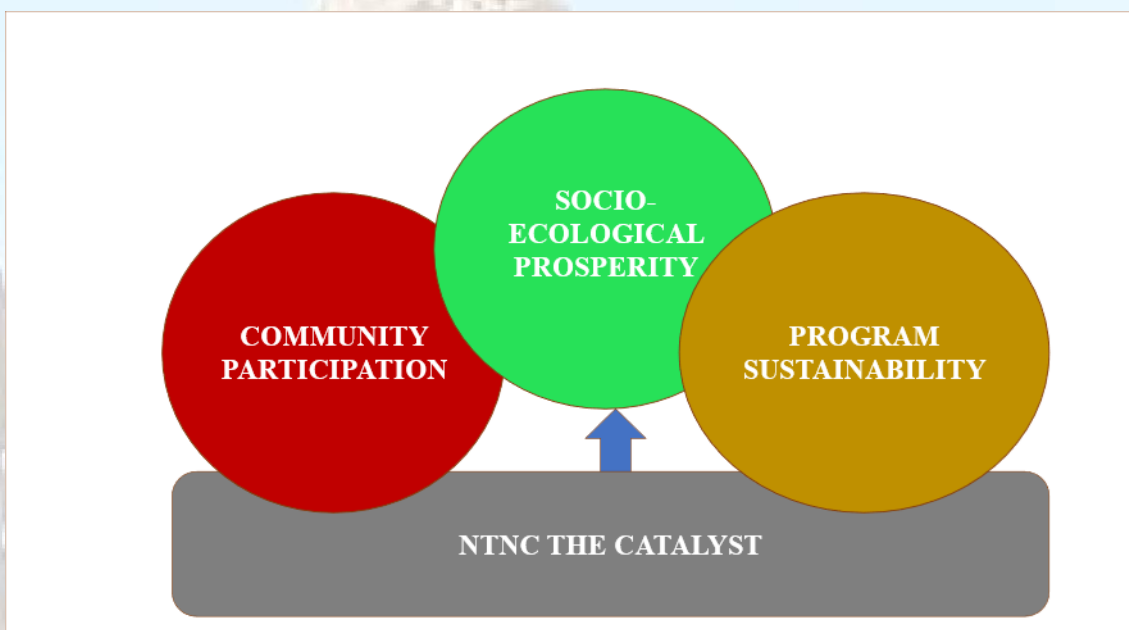 SOCIO-
ECOLOGICAL
PROSPERITY
COMMUNITY
PARTICIPATION
PROGRAM
SUSTAINABILITY
NTNC THE CATALYST